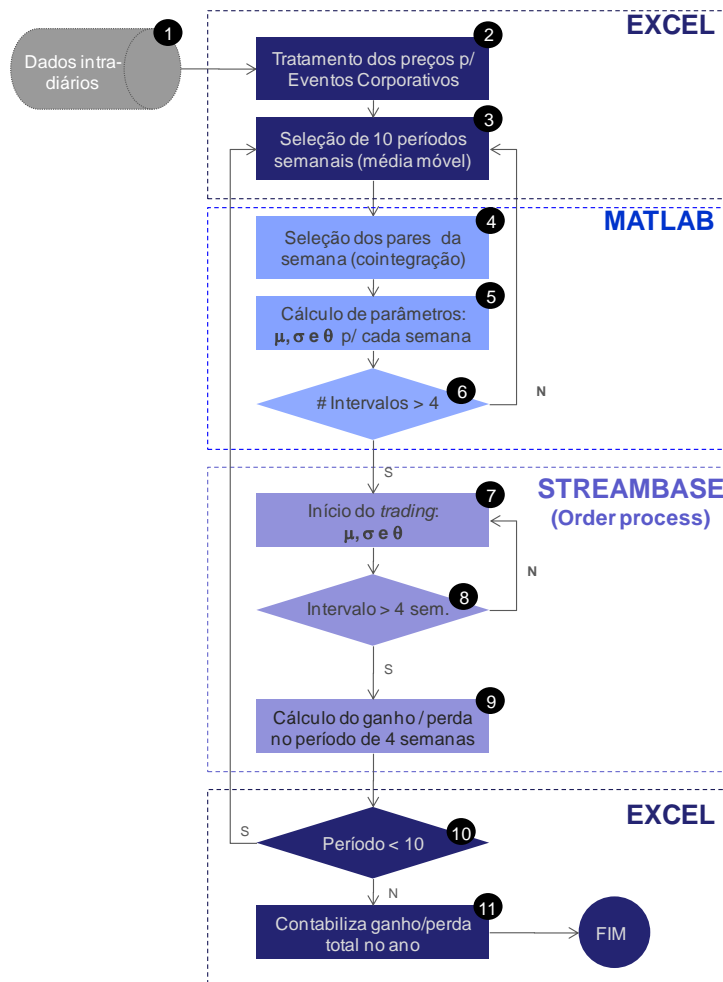 1
Dados intra-
diários
EXCEL
2
Tratamento dos preços p/
Eventos Corporativos
3
Seleção de 10 períodos
semanais (média móvel)
MATLAB
4
Seleção dos pares da
semana (cointegração)
5
Cálculo de parâmetros:
μ, σ e θ p/ cada semana
6
# Intervalos > 4
N
S
STREAMBASE
(Order process)
7
Início do trading:
μ, σ e θ
N
8
Intervalo > 4 sem.
S
9
Cálculo do ganho / perda
no período de 4 semanas
EXCEL
10
S
Período < 10
N
11
Contabiliza ganho/perda
total no ano
FIM